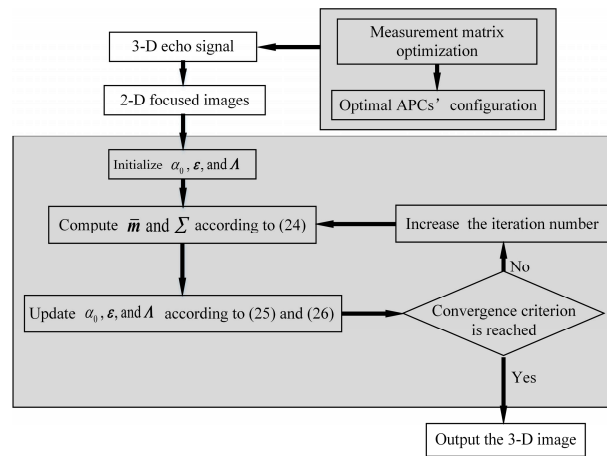 3-D echo signal
Measurement matrix
optimization
2-D focused images
Optimal APCs’ configuration
Initialize α₀, ε, and Λ
Compute m̄ and Σ according to (24)
Increase the iteration number
No
Update α₀, ε, and Λ according to (25) and (26)
Convergence criterion
is reached
Yes
Output the 3-D image